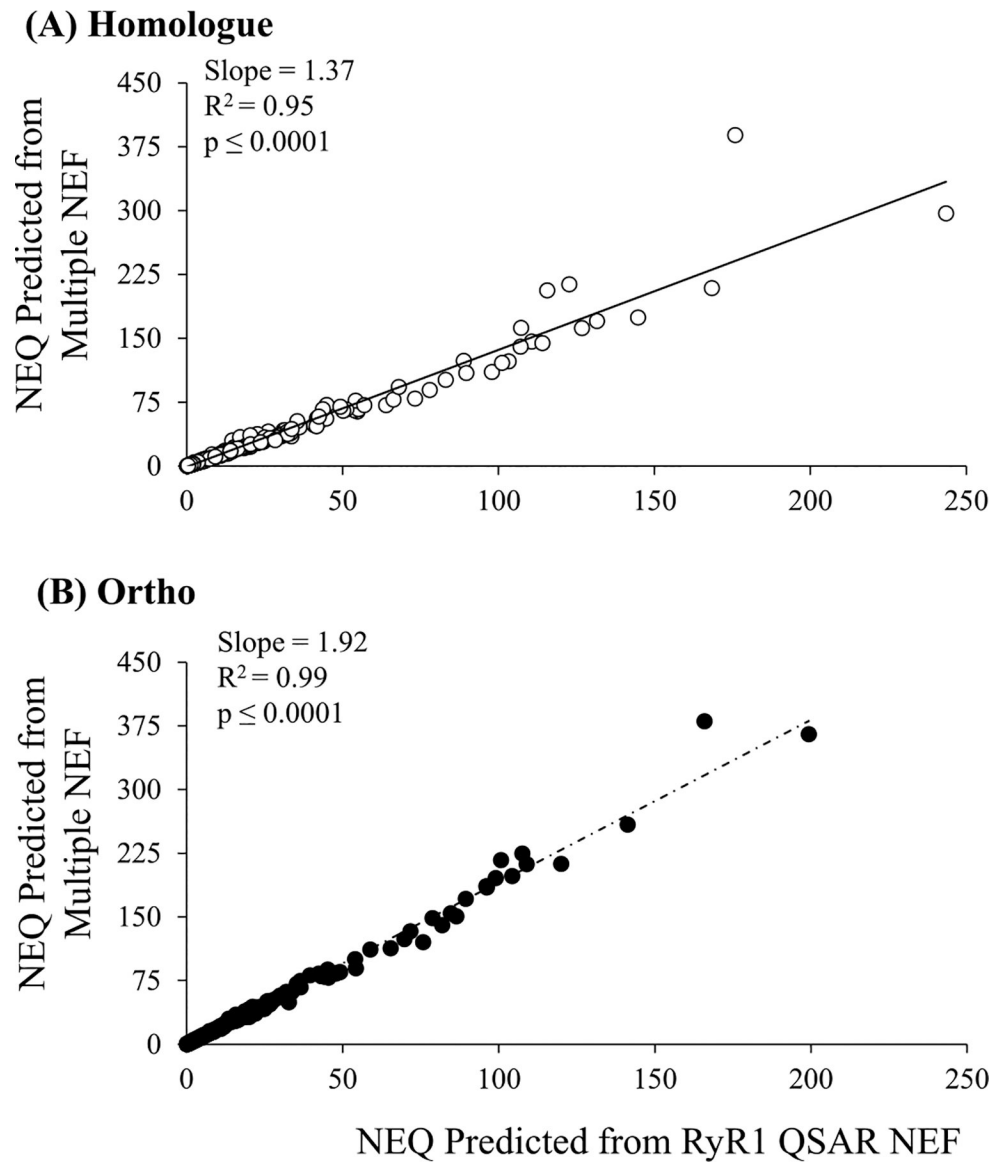 (A) Homologue
Slope = 1.37
R² = 0.95
p ≤ 0.0001
NEQ Predicted from
Multiple NEF
450
375
300
225
150
75
0
0 50 100 150 200 250
(B) Ortho
Slope = 1.92
R² = 0.99
p ≤ 0.0001
NEQ Predicted from
Multiple NEF
450
375
300
225
150
75
0
0 50 100 150 200 250
NEQ Predicted from RyR1 QSAR NEF